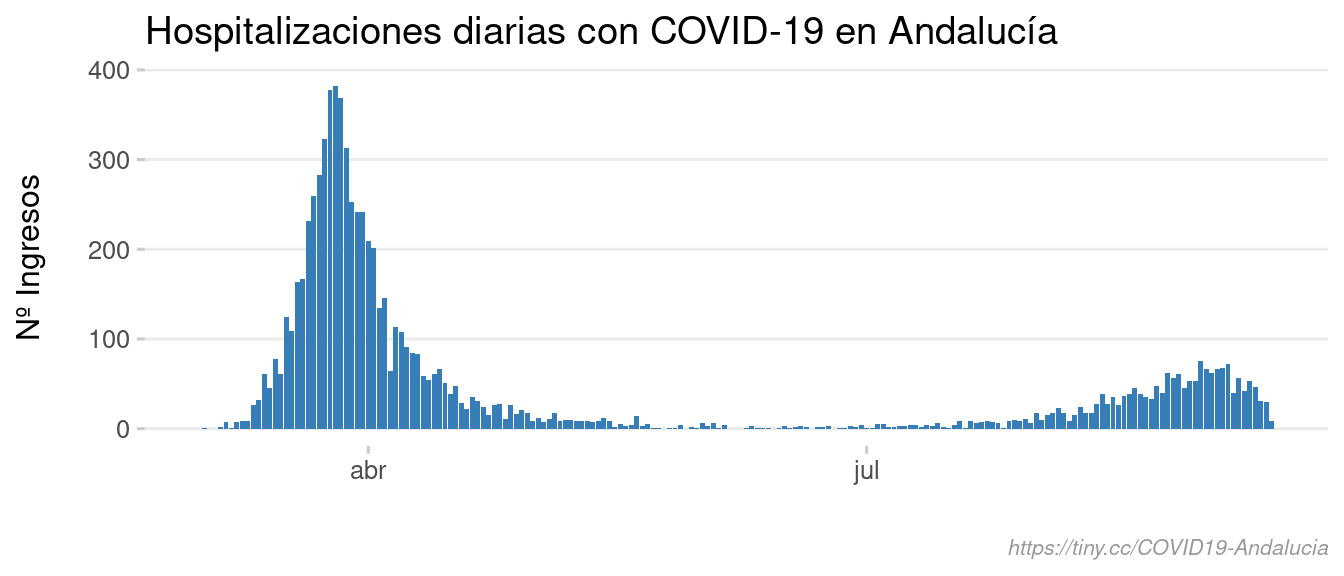 Hospitalizaciones diarias con COVID-19 en Andalucía
Nº Ingresos
400
300
200
100
0
abr
jul
https://tiny.cc/COVID19-Andalucia